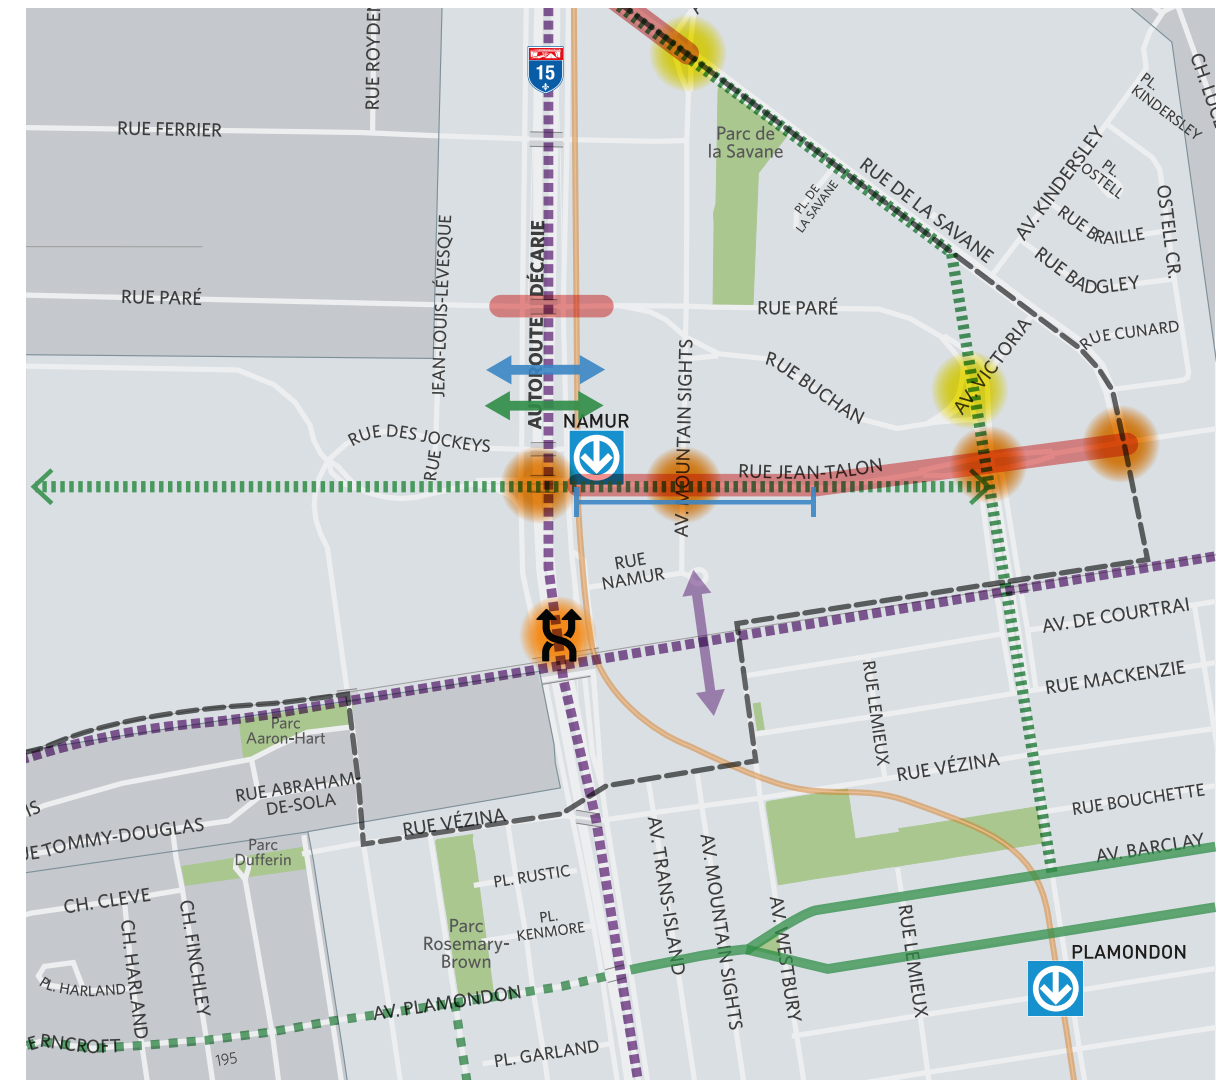 RUE ROYDEN
15
CH. LUCE
PL.
KINDERSLEY
RUE FERRIER
Parc de
la Savane
RUE DE LA SAVANE
PL. DE
LA SAVANE
AV. KINDERSLEY
PL.
OSTELL
OSTELL CR.
RUE BRAILLE
RUE BADGLEY
RUE
JEAN-LOUIS-LÉVESQUE
AUTOROUTE DÉCARIE
RUE PARÉ
RUE PARÉ
RUE CUNARD
AV. VICTORIA
RUE BUCHAN
AV. MOUNTAIN SIGHTS
NAMUR
RUE DES JOCKEYS
RUE JEAN-TALON
RUE
NAMUR
AV. DE COURTRAI
RUE MACKENZIE
RUE LEMIEUX
Parc
Aaron-Hart
RUE VÉZINA
RUE ABRAHAM-
DE-SOLA
IS
RUE BOUCHETTE
RUE VÉZINA
UE TOMMY-DOUGLAS
Parc
Dufferin
AV. BARCLAY
AV. TRANS-ISLAND
AV. MOUNTAIN SIGHTS
PL. RUSTIC
CH. CLEVE
AV. WESTBURY
RUE LEMIEUX
CH. FINCHLEY
CH. HARLAND
PL.
KENMORE
Parc
Rosemary-
Brown
PLAMONDON
PL. HARLAND
AV. PLAMONDON
ERNCROFT
195
PL. GARLAND